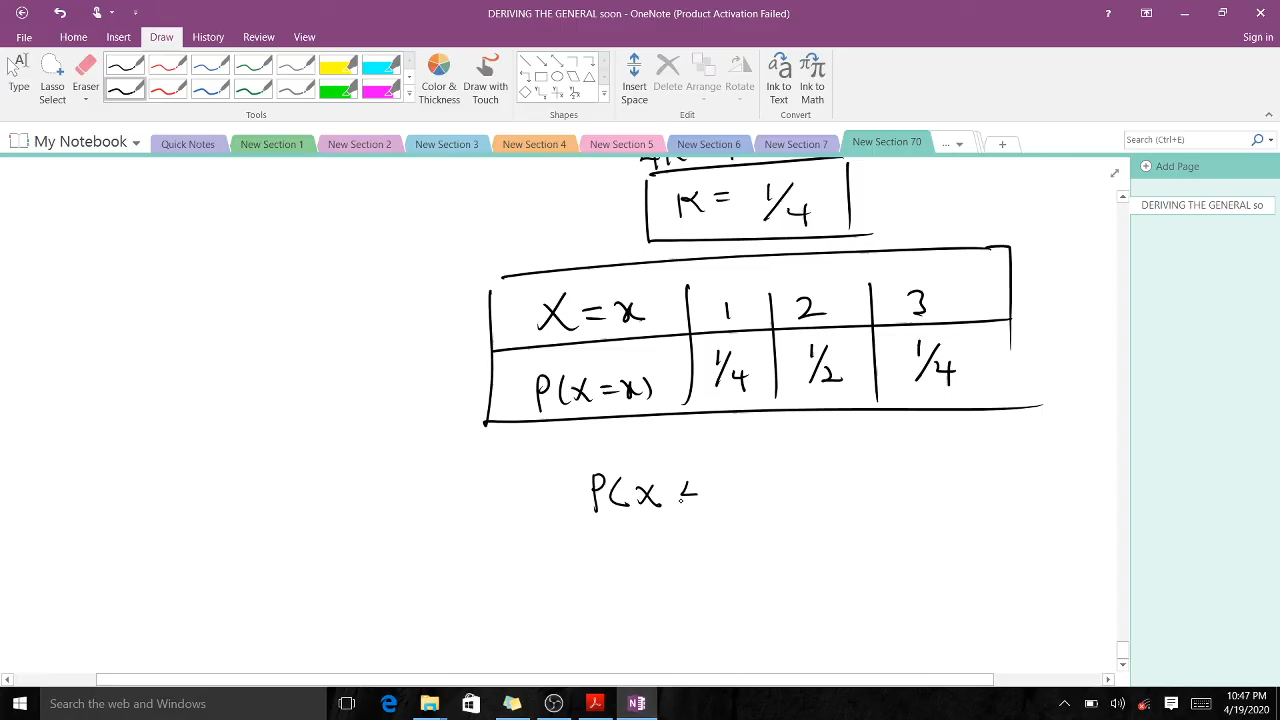 DERIVING THE GENERAL soon - OneNote (Product Activation Failed)
File Home Insert Draw History Review View Sign in
Type Lasso Select Eraser Color & Thickness Draw with Touch Insert Space Delete Arrange Rotate Ink to Text Ink to Math
Tools Shapes Edit Convert
My Notebook Quick Notes New Section 1 New Section 2 New Section 3 New Section 4 New Section 5 New Section 6 New Section 7 New Section 70 ... Search (Ctrl+E)
Add Page
DERIVING THE GENERAL so
K = 1/4
X = x 1 2 3
P(X=x) 1/4 1/2 1/4
P(X ≤
Search the web and Windows
10:47 PM
4/19/2020